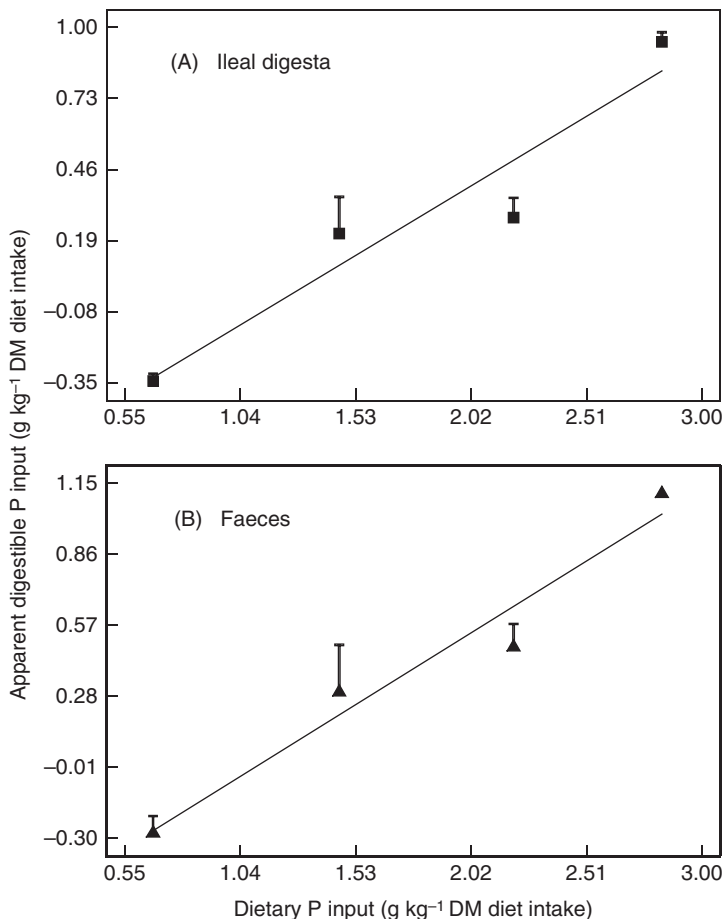 Apparent digestible P input (g kg⁻¹ DM diet intake)
1.00
(A) Ileal digesta
0.73
0.46
0.19
−0.08
−0.35
0.55 1.04 1.53 2.02 2.51 3.00
1.15
(B) Faeces
0.86
0.57
0.28
−0.01
−0.30
0.55 1.04 1.53 2.02 2.51 3.00
Dietary P input (g kg⁻¹ DM diet intake)